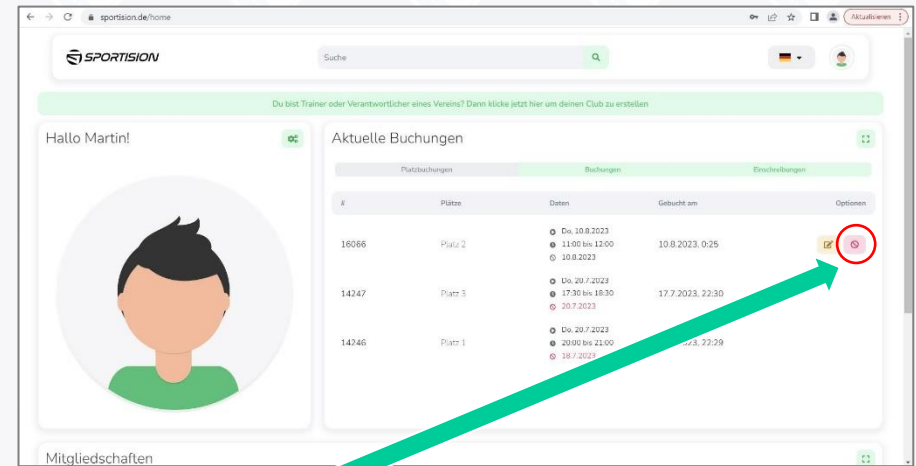 sportision.de/home
Aktualisieren
SPORTISION
Suche
Du bist Trainer oder Verantwortlicher eines Vereins? Dann klicke jetzt hier um deinen Club zu erstellen
Hallo Martin!
Aktuelle Buchungen
Platzbuchungen Buchungen Einschreibungen
# Plätze Daten Gebucht am Optionen
Do, 10.8.2023
16066 Platz 2 11:00 bis 12:00 10.8.2023, 0:25
10.8.2023
Do, 20.7.2023
14247 Platz 3 17:30 bis 18:30 17.7.2023, 22:30
20.7.2023
Do, 20.7.2023
14246 Platz 1 20:00 bis 21:00 22:29
18.7.2023
Mitgliedschaften